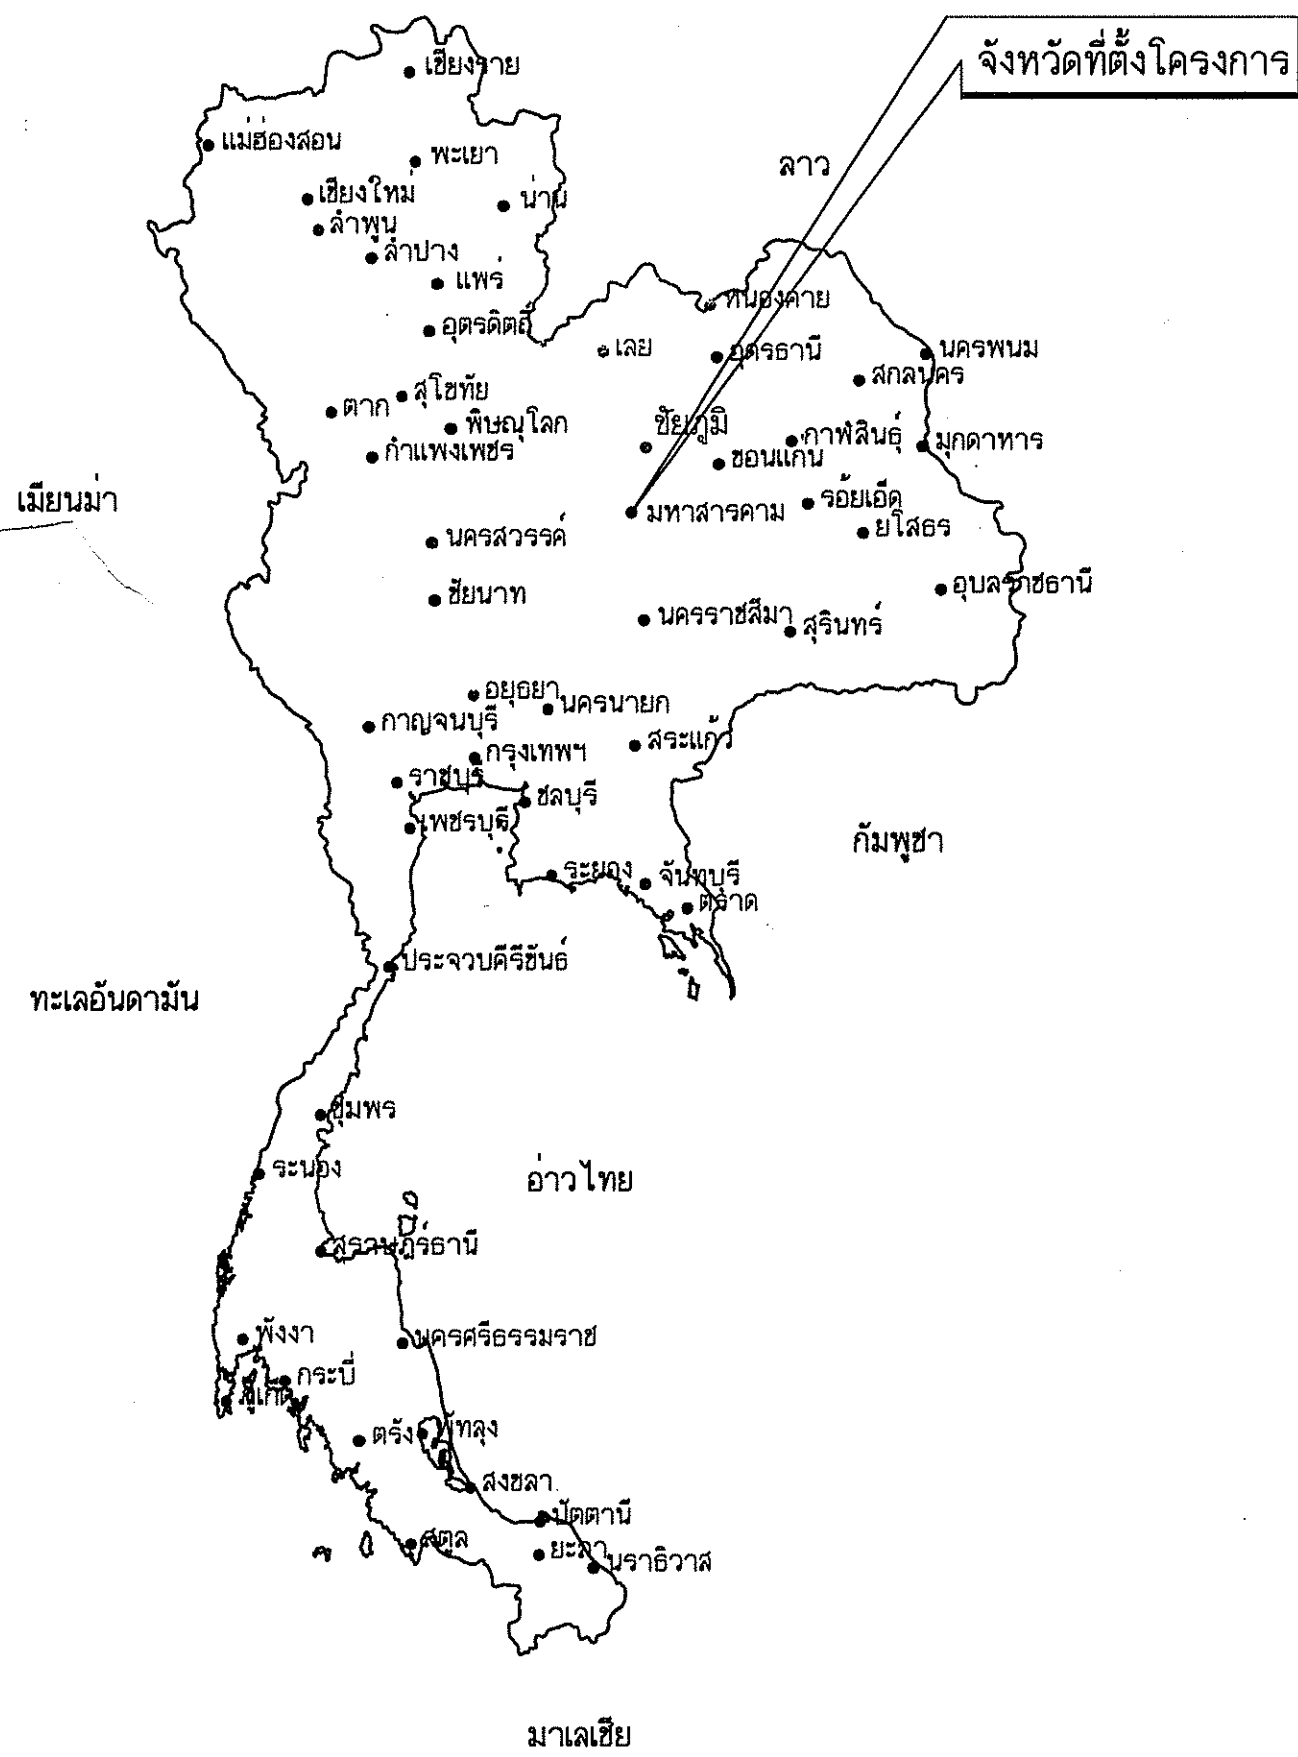 จังหวัดที่ตั้งโครงการ
เชียงราย
แม่ฮ่องสอน
พะเยา
ลาว
เชียงใหม่
น่าน
ลำพูน
ลำปาง
แพร่
หนองคาย
อุตรดิตถ์
เลย
อุดรธานี
นครพนม
สกลนคร
สุโขทัย
ตาก
พิษณุโลก
ชัยภูมิ
กาฬสินธุ์
มุกดาหาร
กำแพงเพชร
ขอนแก่น
เมียนม่า
มหาสารคาม
รอ้ยเอ็ด
ยโสธร
นครสวรรค์
ชัยนาท
อุบลราชธานี
นครราชสีมา
สุรินทร์
อยุธยา
นครนายก
กาญจนบุรี
สระแก้ว
กรุงเทพฯ
ราชบุรี
ชลบุรี
เพชรบุรี
กัมพูชา
ระยอง
จันทบุรี
ตราด
ประจวบคีรีขันธ์
ทะเลอันดามัน
ชุมพร
ระนอง
อ่าวไทย
สุราษฎร์ธานี
พังงา
นครศรีธรรมราช
กระบี่
ภูเก็ต
ตรัง
พัทลุง
สงขลา
ปัตตานี
สตูล
ยะลา
นราธิวาส
มาเลเซีย